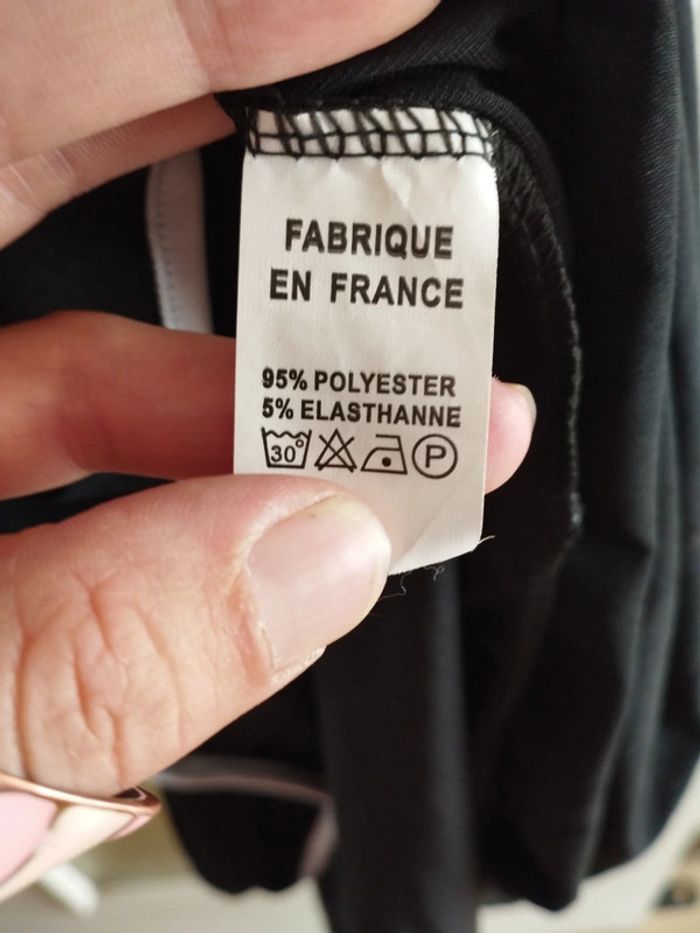 FABRIQUE
EN FRANCE
95% POLYESTER
5% ELASTHANNE
30° P